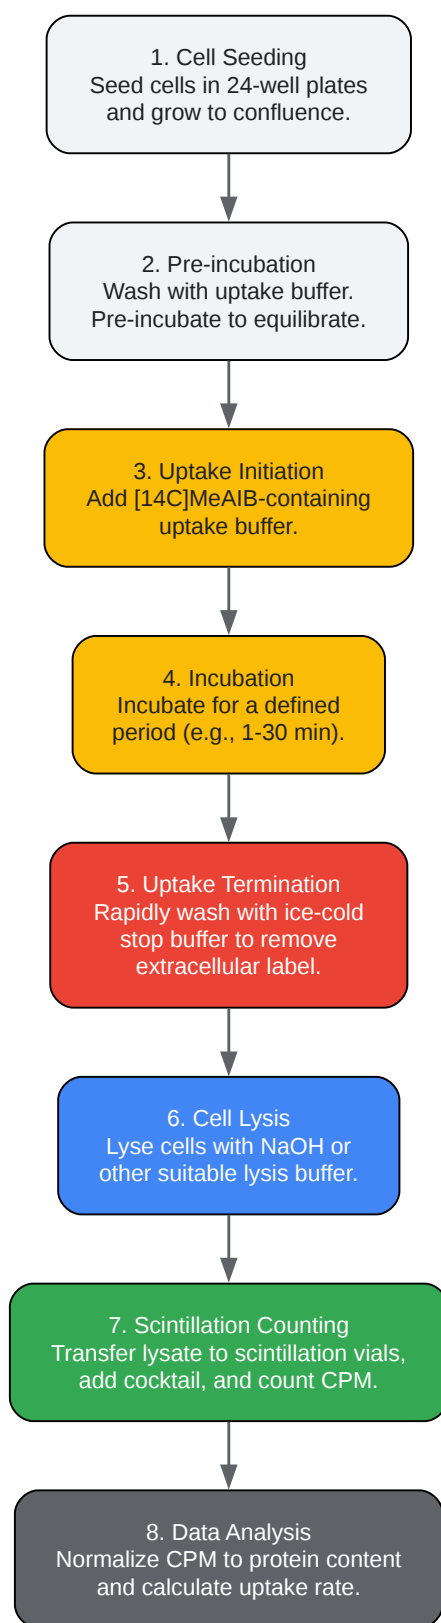 1. Cell Seeding
Seed cells in 24-well plates
and grow to confluence.
2. Pre-incubation
Wash with uptake buffer.
Pre-incubate to equilibrate.
3. Uptake Initiation
Add [14C]MeAIB-containing
uptake buffer.
4. Incubation
Incubate for a defined
period (e.g., 1-30 min).
5. Uptake Termination
Rapidly wash with ice-cold
stop buffer to remove
extracellular label.
6. Cell Lysis
Lyse cells with NaOH or
other suitable lysis buffer.
7. Scintillation Counting
Transfer lysate to scintillation vials,
add cocktail, and count CPM.
8. Data Analysis
Normalize CPM to protein content
and calculate uptake rate.